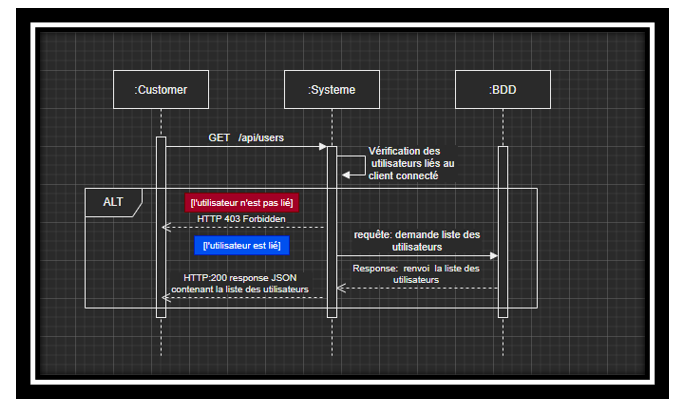 :Customer
:Systeme
:BDD
GET /api/users
Vérification des
utilisateurs liés au
client connecté
ALT
[l'utilisateur n'est pas lié]
HTTP 403 Forbidden
[l'utilisateur est lié]
requête: demande liste des
utilisateurs
Response: renvoi la liste des
utilisateurs
HTTP:200 response JSON
contenant la liste des utilisateurs